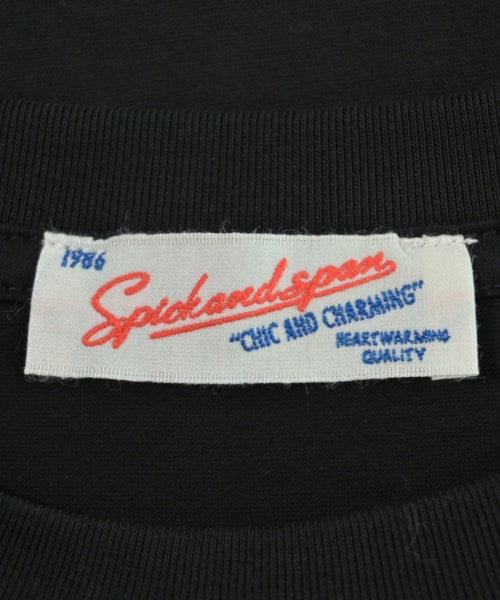 1986
Spickandspan
"CHIC AND CHARMING"
HEARTWARMING
QUALITY